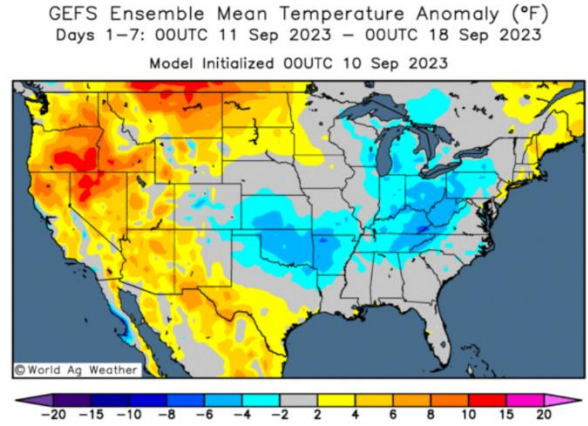 GEFS Ensemble Mean Temperature Anomaly (°F)
Days 1-7: 00UTC 11 Sep 2023 - 00UTC 18 Sep 2023
Model Initialized 00UTC 10 Sep 2023
© World Ag Weather
-20 -15 -10 -8 -6 -4 -2 2 4 6 8 10 15 20